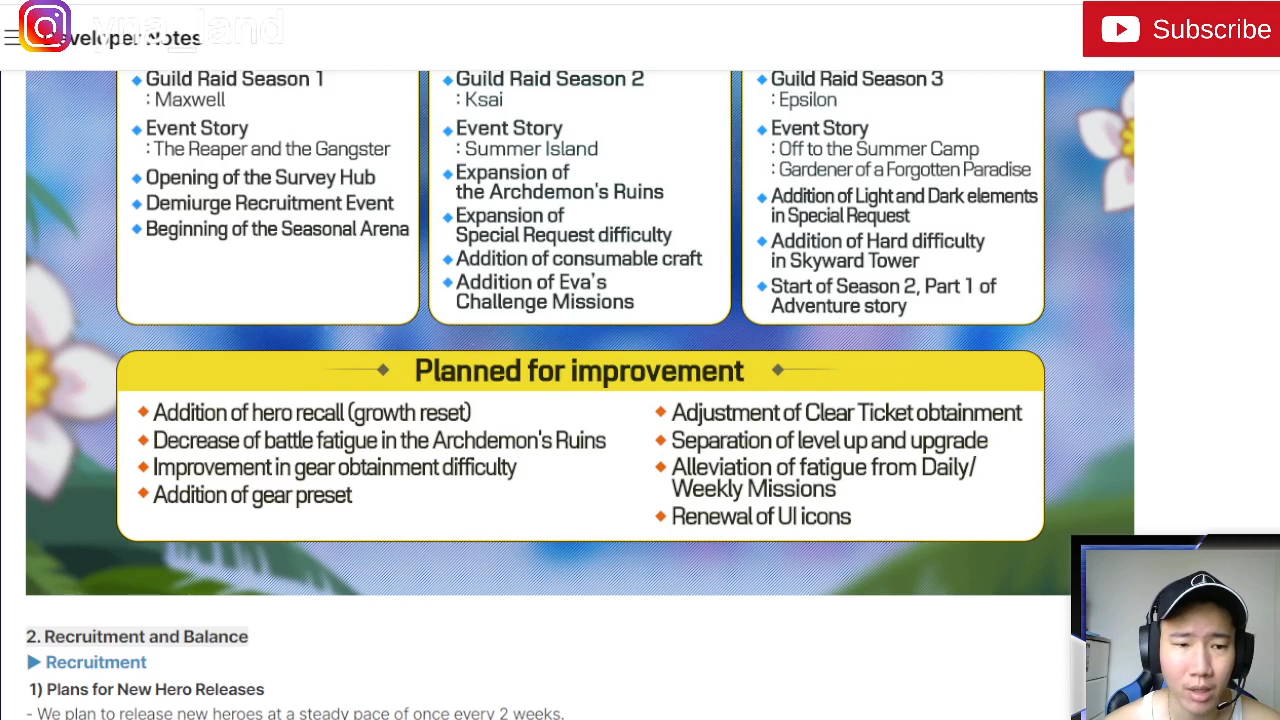 yna_land
Developer Notes
Subscribe
Guild Raid Season 1
: Maxwell
Event Story
: The Reaper and the Gangster
Opening of the Survey Hub
Demiurge Recruitment Event
Beginning of the Seasonal Arena
Guild Raid Season 2
: Ksai
Event Story
: Summer Island
Expansion of
the Archdemon's Ruins
Expansion of
Special Request difficulty
Addition of consumable craft
Addition of Eva's
Challenge Missions
Guild Raid Season 3
: Epsilon
Event Story
: Off to the Summer Camp
: Gardener of a Forgotten Paradise
Addition of Light and Dark elements
in Special Request
Addition of Hard difficulty
in Skyward Tower
Start of Season 2, Part 1 of
Adventure story
Planned for improvement
Addition of hero recall (growth reset)
Decrease of battle fatigue in the Archdemon's Ruins
Improvement in gear obtainment difficulty
Addition of gear preset
Adjustment of Clear Ticket obtainment
Separation of level up and upgrade
Alleviation of fatigue from Daily/
Weekly Missions
Renewal of UI icons
2. Recruitment and Balance
▶ Recruitment
1) Plans for New Hero Releases
- We plan to release new heroes at a steady pace of once every 2 weeks.